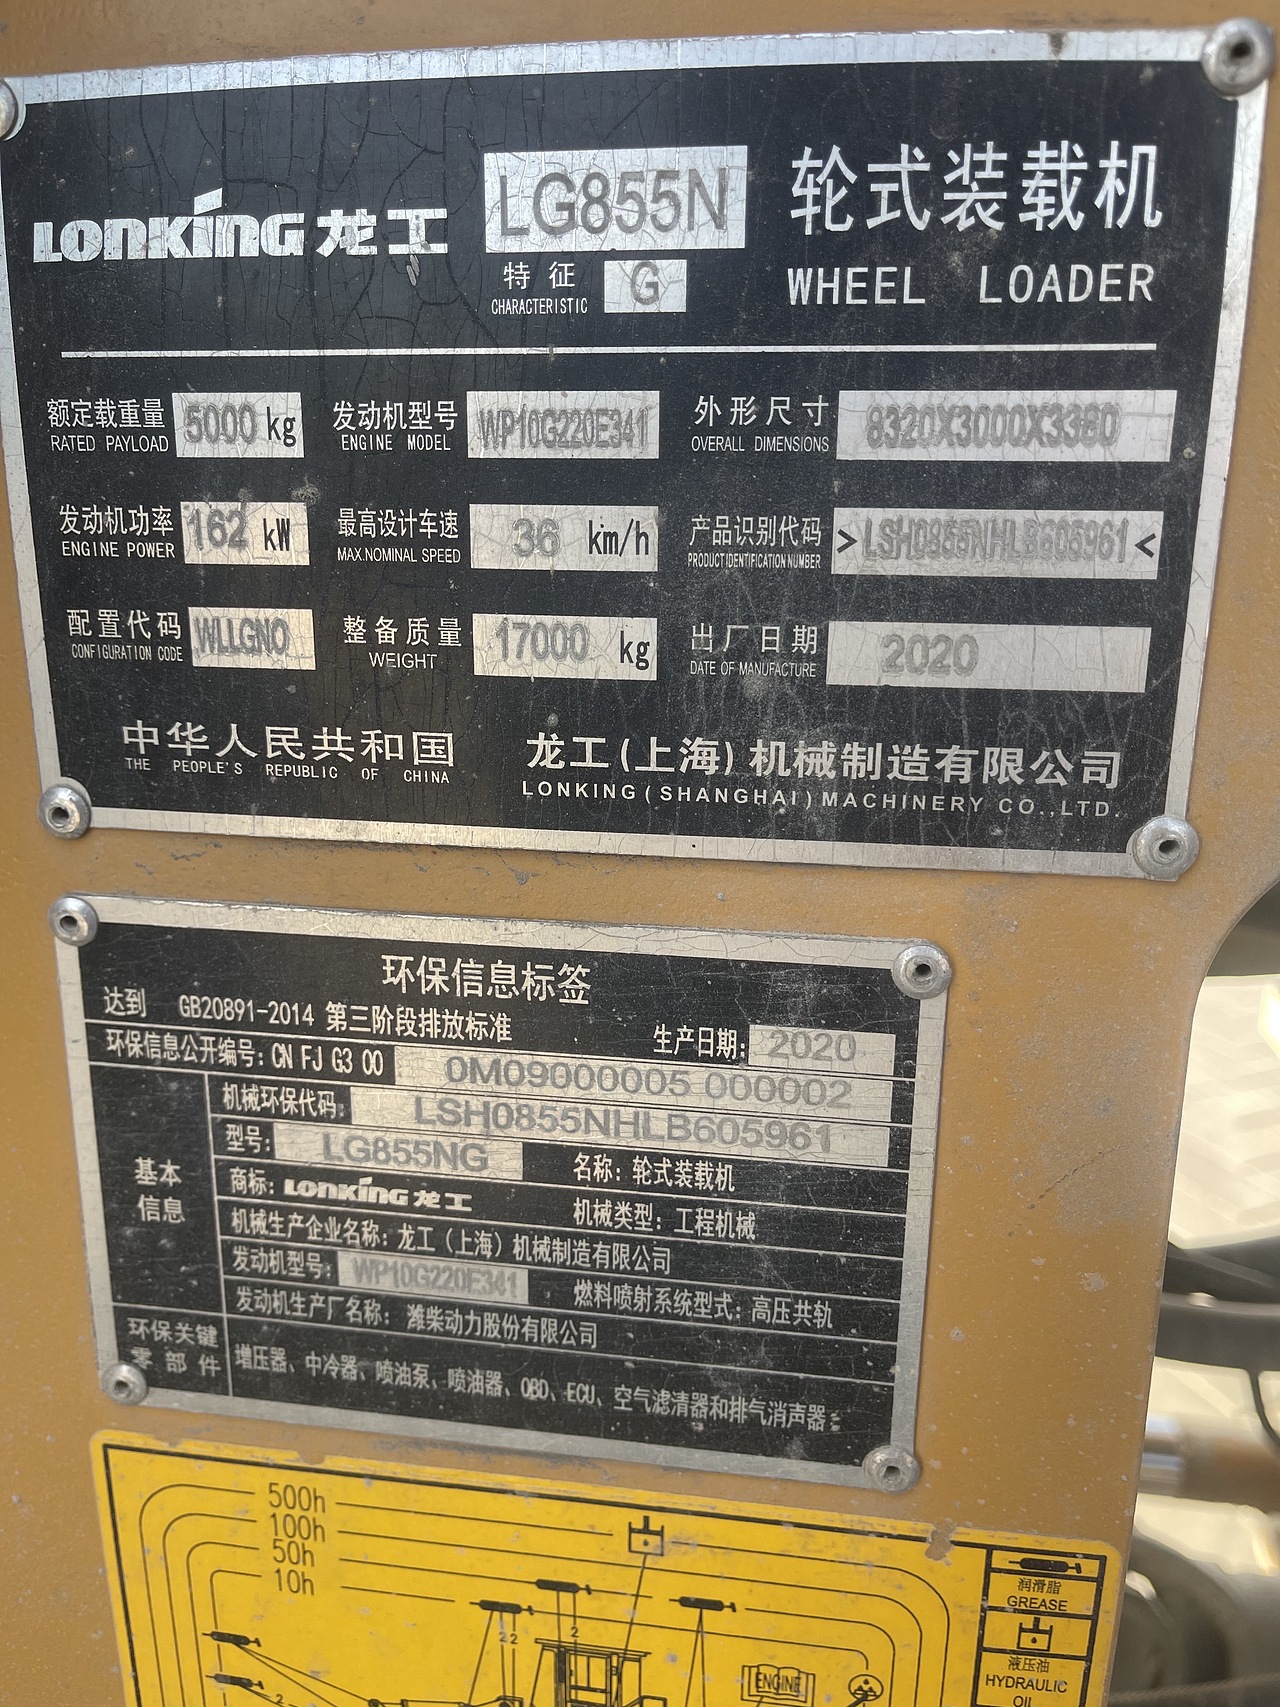 LONKING 龙工 LG855N 轮式装载机
特征 CHARACTERISTIC G WHEEL LOADER
额定载重量 RATED PAYLOAD 5000 kg 发动机型号 ENGINE MODEL WP10G220E341 外形尺寸 OVERALL DIMENSIONS 8320X3000X3380
发动机功率 ENGINE POWER 162 kW 最高设计车速 MAX.NOMINAL SPEED 36 km/h 产品识别代码 PRODUCT IDENTIFICATION NUMBER >LSH0855NHLB605961<
配置代码 CONFIGURATION CODE WLLGNO 整备质量 WEIGHT 17000 kg 出厂日期 DATE OF MANUFACTURE 2020
中华人民共和国 龙工(上海)机械制造有限公司
THE PEOPLE'S REPUBLIC OF CHINA LONKING(SHANGHAI)MACHINERY CO.,LTD.
环保信息标签
达到 GB20891-2014 第三阶段排放标准 生产日期: 2020
环保信息公开编号: CN FJ G3 00 0M09000005 000002
基本信息
机械环保代码: LSH0855NHLB605961
型号: LG855NG 名称: 轮式装载机
商标: LONKING 龙工 机械类型: 工程机械
机械生产企业名称: 龙工(上海)机械制造有限公司
发动机型号: WP10G220E341 燃料喷射系统型式: 高压共轨
发动机生产厂名称: 潍柴动力股份有限公司
环保关键零部件 增压器、中冷器、喷油泵、喷油器、OBD、ECU、空气滤清器和排气消声器;
500h
100h
50h
10h
润滑脂
GREASE
2 2 2
液压油
HYDRAULIC
OIL
ENGINE
2